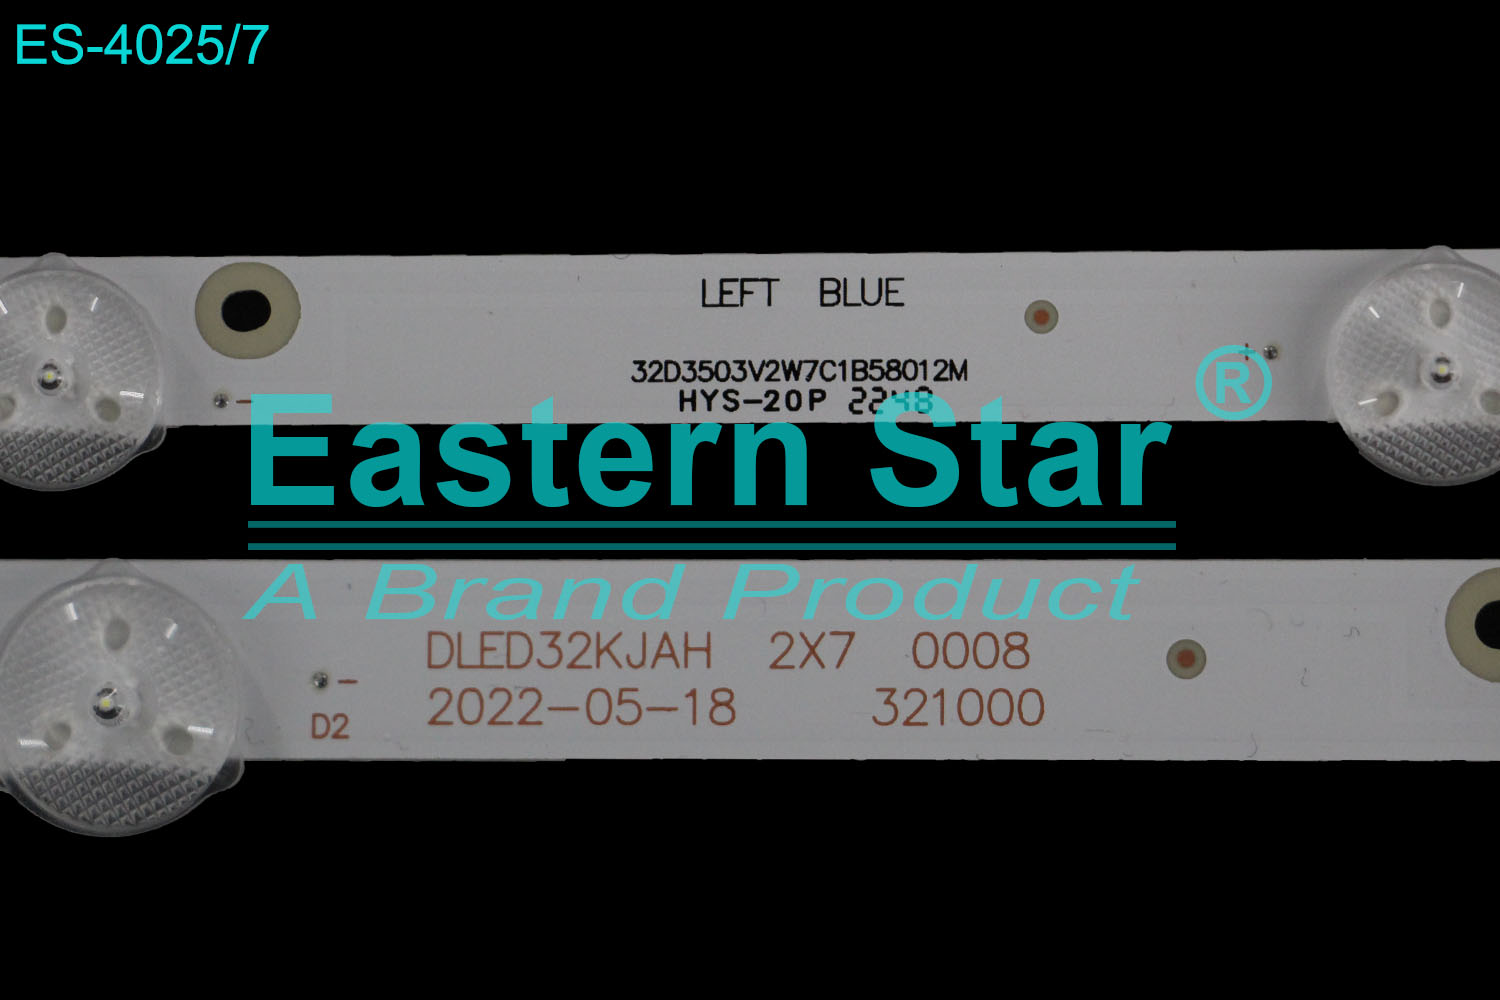 ES-4025/7
LEFT BLUE
32D3503V2W7C1B58012M
HYS-20P 2248
+
-
Eastern Star ®
A Brand Product
DLED32KJAH 2X7 0008
-
2022-05-18 321000
D2